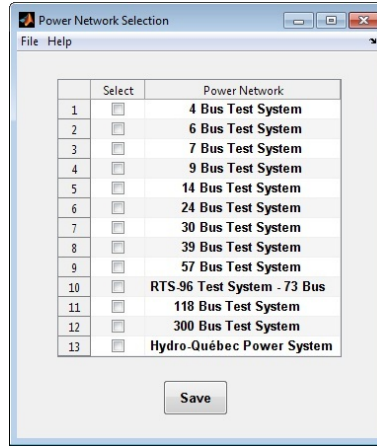 Power Network Selection
File Help
Select Power Network
1 4 Bus Test System
2 6 Bus Test System
3 7 Bus Test System
4 9 Bus Test System
5 14 Bus Test System
6 24 Bus Test System
7 30 Bus Test System
8 39 Bus Test System
9 57 Bus Test System
10 RTS-96 Test System - 73 Bus
11 118 Bus Test System
12 300 Bus Test System
13 Hydro-Québec Power System
Save